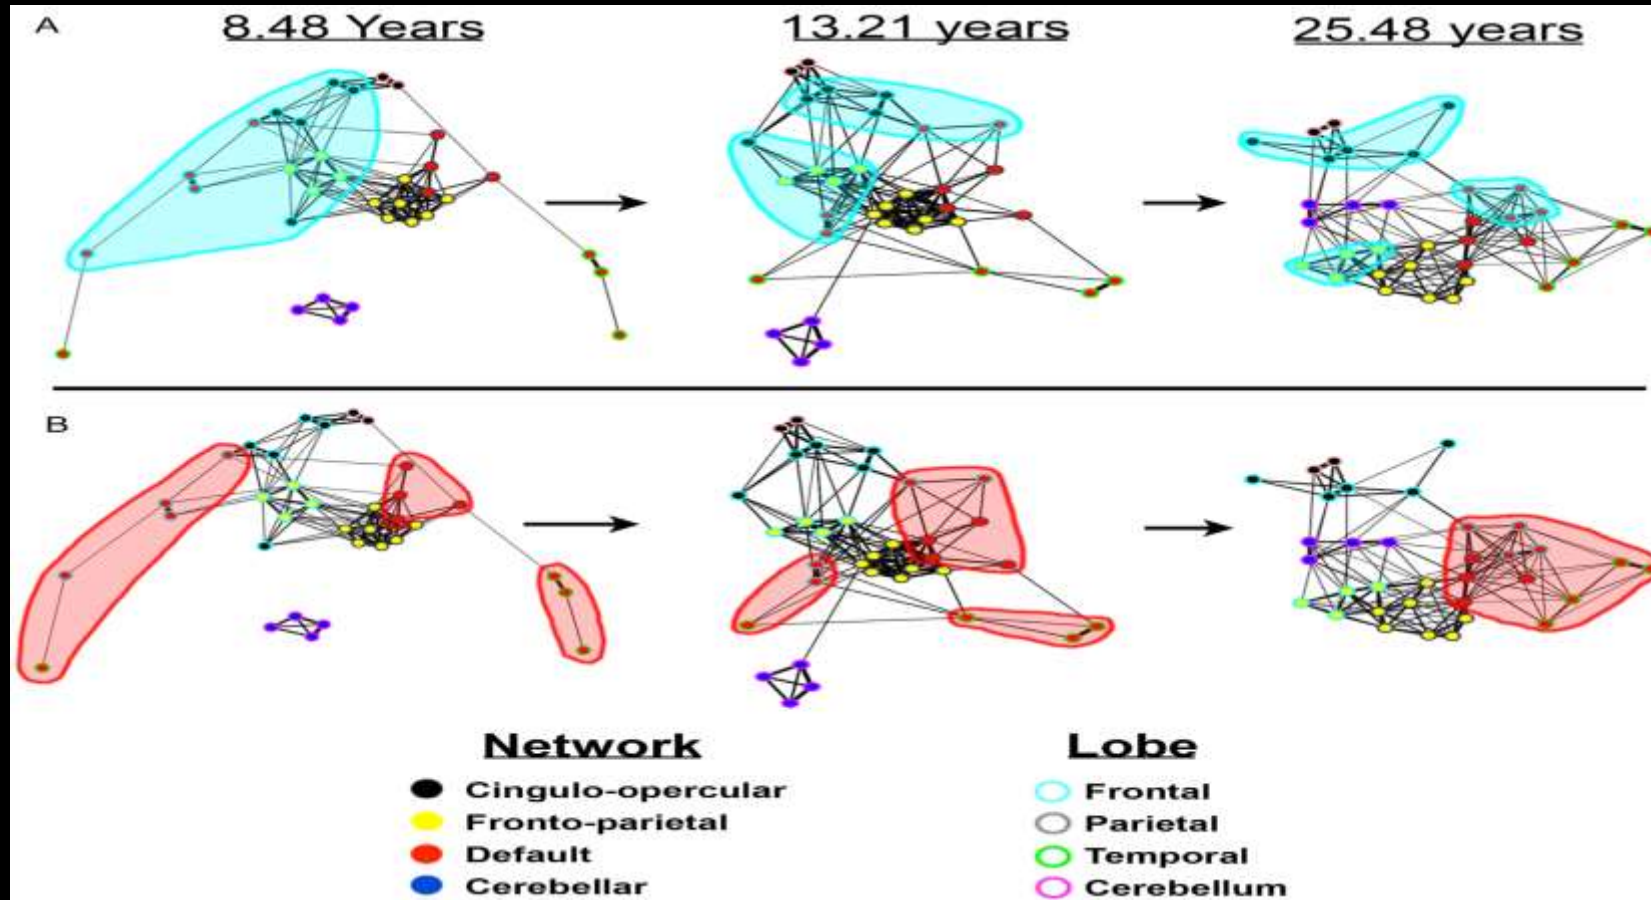 A
8.48 Years
13.21 years
25.48 years
B
Network
Cingulo-opercular
Fronto-parietal
Default
Cerebellar
Lobe
Frontal
Parietal
Temporal
Cerebellum